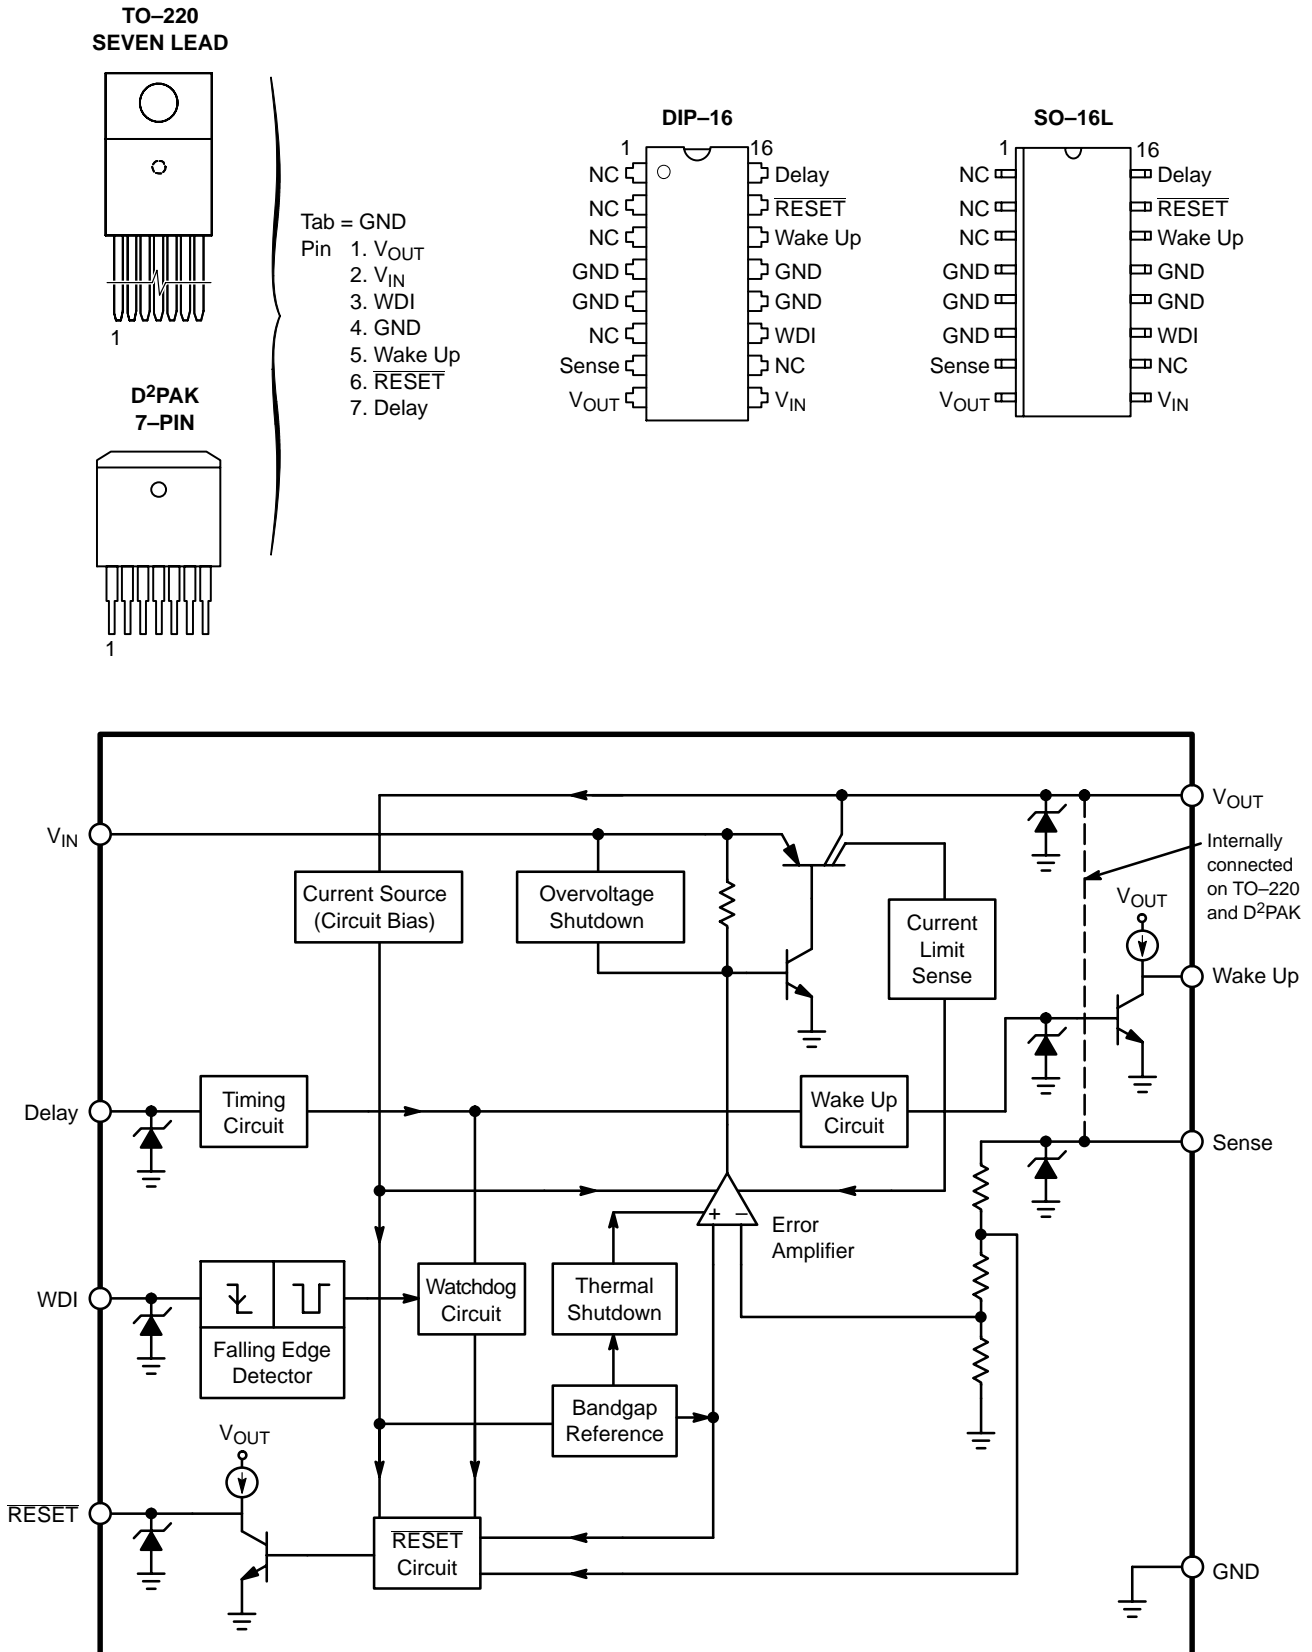 TO–220
SEVEN LEAD
1
D2PAK
7–PIN
1
Tab = GND
Pin 1. VOUT
2. VIN
3. WDI
4. GND
5. Wake Up
6. RESET
7. Delay
DIP–16
1 16
NC Delay
NC RESET
NC Wake Up
GND GND
GND GND
NC WDI
Sense NC
VOUT VIN
SO–16L
1 16
NC Delay
NC RESET
NC Wake Up
GND GND
GND GND
GND WDI
Sense NC
VOUT VIN
VOUT
VIN
Internally
connected
on TO–220
and D2PAK
Current Source
(Circuit Bias)
Overvoltage
Shutdown
Current
Limit
Sense
VOUT
Wake Up
Delay
Timing
Circuit
Wake Up
Circuit
Sense
+ –
Error
Amplifier
WDI
Falling Edge
Detector
Watchdog
Circuit
Thermal
Shutdown
Bandgap
Reference
VOUT
RESET
RESET
Circuit
GND